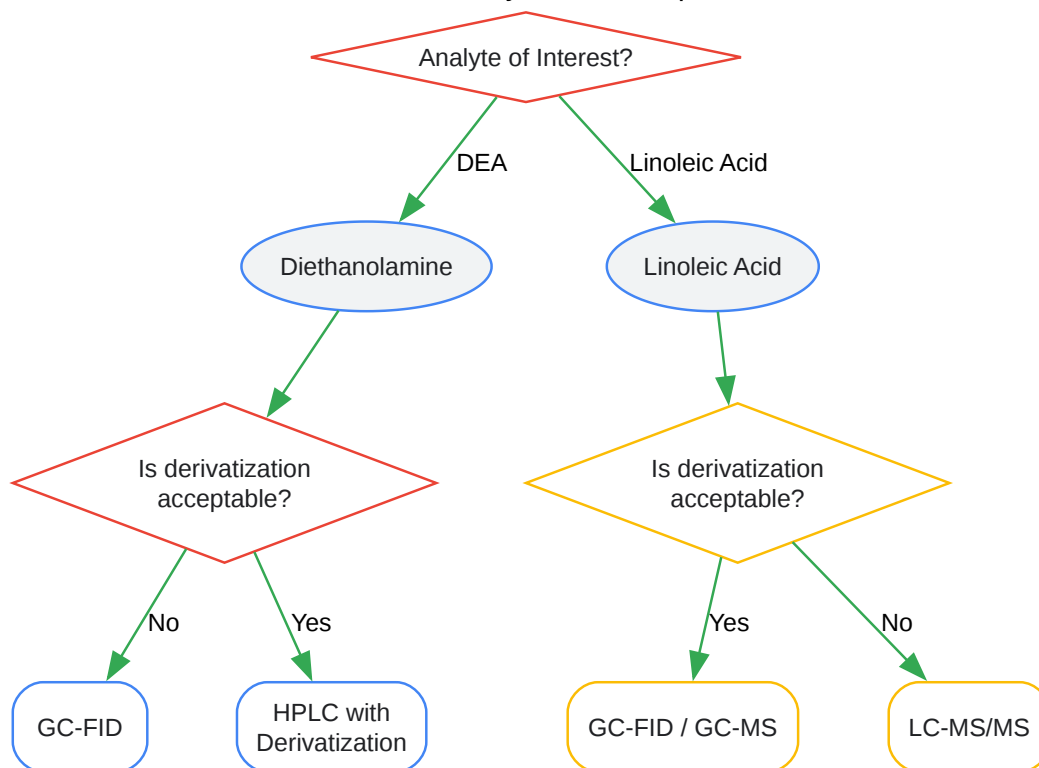 Analyte of Interest?
DEA
Linoleic Acid
Diethanolamine
Linoleic Acid
Is derivatization
acceptable?
Is derivatization
acceptable?
No
Yes
Yes
No
GC-FID
HPLC with
Derivatization
GC-FID / GC-MS
LC-MS/MS